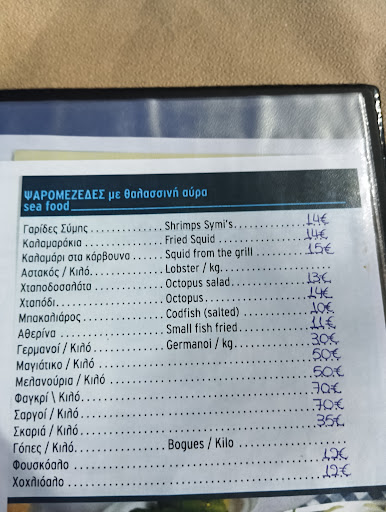 ΨΑΡΟΜΕΖΕΔΕΣ με θαλασσινή αύρα
sea food
Γαρίδες Σύμης Shrimps Symi's 14€
Καλαμαράκια Fried Squid 14€
Καλαμάρι στα κάρβουνα Squid from the grill 15€
Αστακός / Κιλό Lobster / kg.
Χταποδοσαλάτα Octopus salad 13€
Χταπόδι Octopus 14€
Μπακαλιάρος Codfish (salted) 10€
Αθερίνα Small fish fried 11€
Γερμανοί / Κιλό Germanoi / kg 30€
Μαγιάτικο / Κιλό 50€
Μελανούρια / Κιλό 50€
Φαγκρί \ Κιλό 70€
Σαργοί / Κιλό 70€
Σκαριά / Κιλό 35€
Γόπες / Κιλό Bogues / Kilo
Φουσκόαλο 12€
Χοχλιόαλο 12€